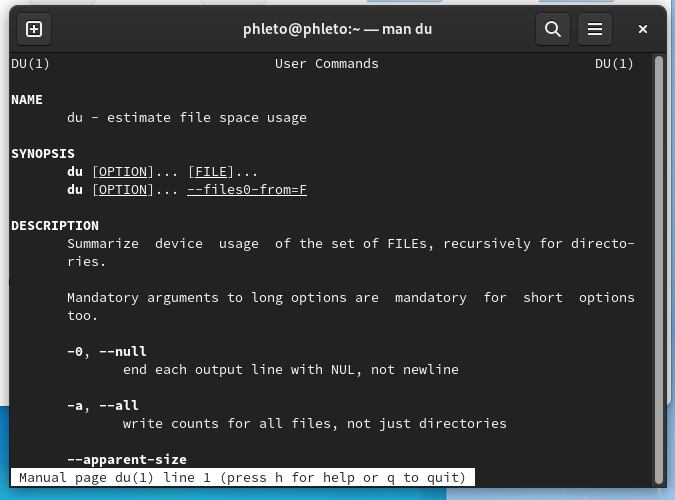 phleto@phleto:~ — man du
DU(1) User Commands DU(1)
NAME
du - estimate file space usage
SYNOPSIS
du [OPTION]... [FILE]...
du [OPTION]... --files0-from=F
DESCRIPTION
Summarize device usage of the set of FILEs, recursively for directo-
ries.
Mandatory arguments to long options are mandatory for short options
too.
-0, --null
end each output line with NUL, not newline
-a, --all
write counts for all files, not just directories
--apparent-size
Manual page du(1) line 1 (press h for help or q to quit)